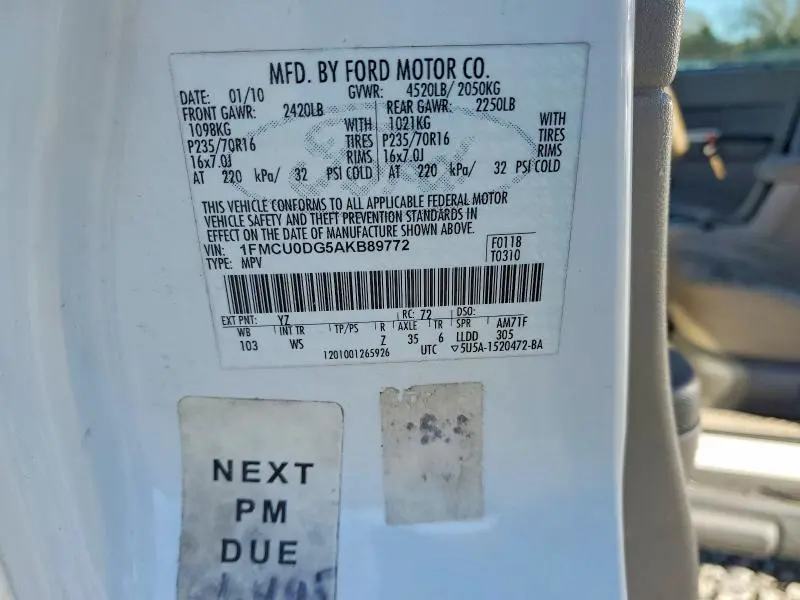 MFD. BY FORD MOTOR CO.
DATE: 01/10 GVWR: 4520LB/ 2050KG
FRONT GAWR: 2420LB REAR GAWR: 2250LB
1098KG WITH 1021KG WITH
P235/70R16 TIRES P235/70R16 TIRES
16x7.0J RIMS 16x7.0J RIMS
AT 220 kPa/ 32 PSI COLD AT 220 kPa/ 32 PSI COLD
THIS VEHICLE CONFORMS TO ALL APPLICABLE FEDERAL MOTOR
VEHICLE SAFETY AND THEFT PREVENTION STANDARDS IN
EFFECT ON THE DATE OF MANUFACTURE SHOWN ABOVE.
VIN: 1FMCU0DG5AKB89772 F0118
TYPE: MPV T0310
EXT PNT: YZ RC: 72 DSO:
WB INT TR TP/PS R AXLE TR SPR AM71F
103 WS Z 35 6 LLDD 305
1201001265926 UTC ▽5U5A-1520472-BA
NEXT
PM
DUE